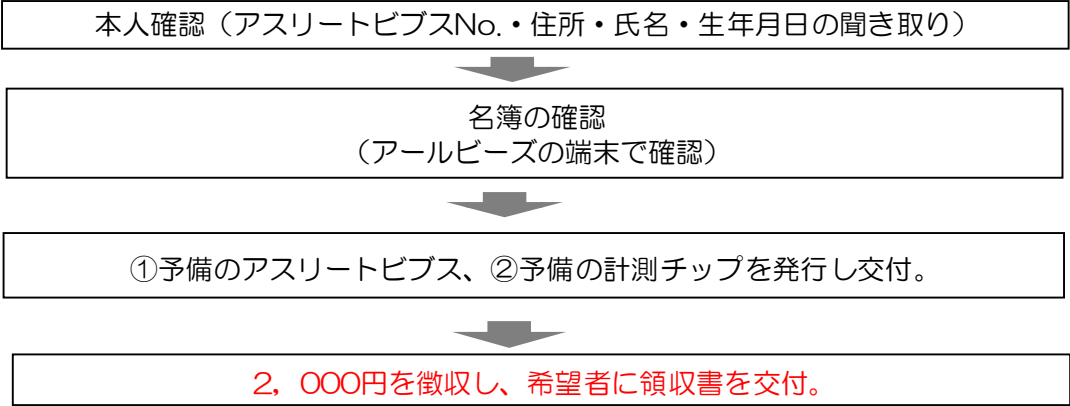 本人確認（アスリートビブスNo.・住所・氏名・生年月日の聞き取り）
名簿の確認
（アールビーズの端末で確認）
①予備のアスリートビブス、②予備の計測チップを発行し交付。
2，000円を徴収し、希望者に領収書を交付。